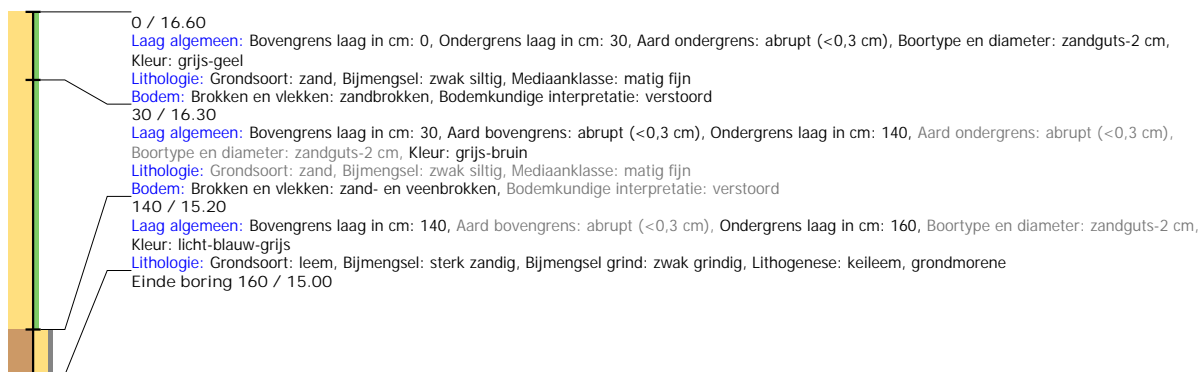 0 / 16.60
Laag algemeen: Bovengrens laag in cm: 0, Ondergrens laag in cm: 30, Aard ondergrens: abrupt (<0,3 cm), Boortype en diameter: zandguts-2 cm,
Kleur: grijs-geel
Lithologie: Grondsoort: zand, Bijmengsel: zwak siltig, Mediaanklasse: matig fijn
Bodem: Brokken en vlekken: zandbrokken, Bodemkundige interpretatie: verstoord
30 / 16.30
Laag algemeen: Bovengrens laag in cm: 30, Aard bovengrens: abrupt (<0,3 cm), Ondergrens laag in cm: 140, Aard ondergrens: abrupt (<0,3 cm),
Boortype en diameter: zandguts-2 cm, Kleur: grijs-bruin
Lithologie: Grondsoort: zand, Bijmengsel: zwak siltig, Mediaanklasse: matig fijn
Bodem: Brokken en vlekken: zand- en veenbrokken, Bodemkundige interpretatie: verstoord
140 / 15.20
Laag algemeen: Bovengrens laag in cm: 140, Aard bovengrens: abrupt (<0,3 cm), Ondergrens laag in cm: 160, Boortype en diameter: zandguts-2 cm,
Kleur: licht-blauw-grijs
Lithologie: Grondsoort: leem, Bijmengsel: sterk zandig, Bijmengsel grind: zwak grindig, Lithogenese: keileem, grondmorene
Einde boring 160 / 15.00